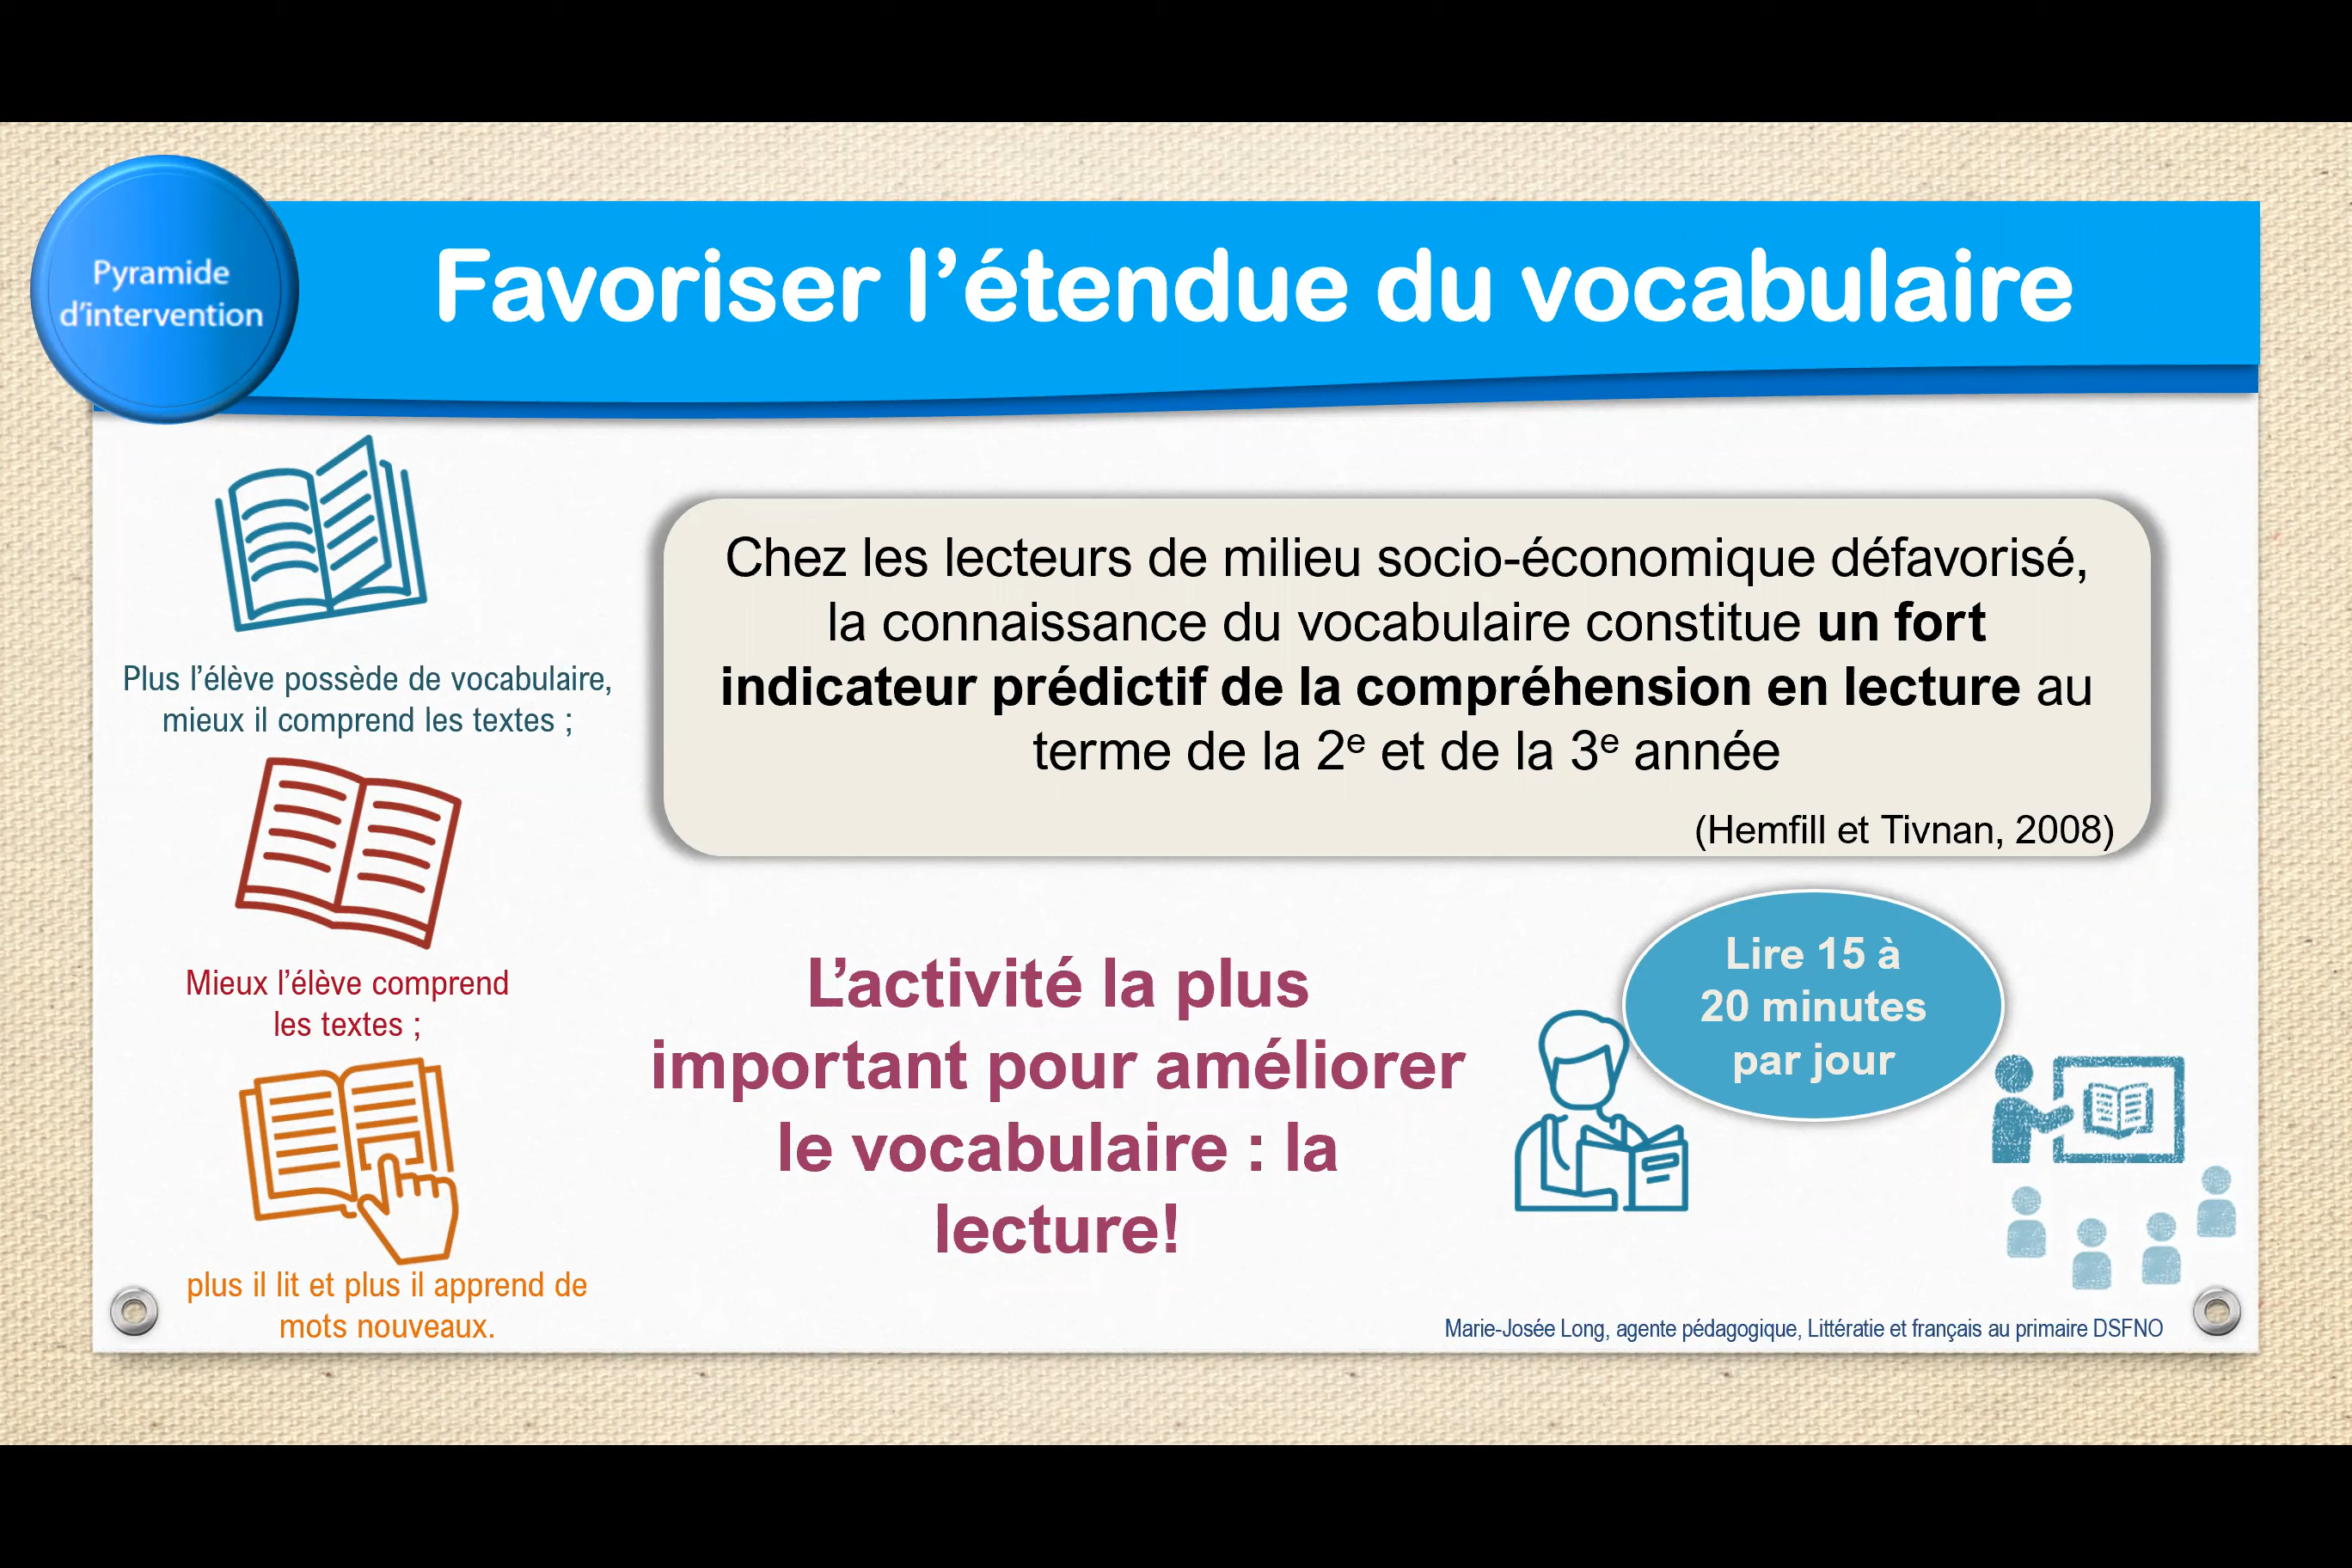 Pyramide
d'intervention
Favoriser l'étendue du vocabulaire
Plus l'élève possède de vocabulaire,
mieux il comprend les textes ;
Mieux l'élève comprend
les textes ;
plus il lit et plus il apprend de
mots nouveaux.
Chez les lecteurs de milieu socio-économique défavorisé,
la connaissance du vocabulaire constitue un fort
indicateur prédictif de la compréhension en lecture au
terme de la 2e et de la 3e année
(Hemfill et Tivnan, 2008)
L'activité la plus
important pour améliorer
le vocabulaire : la
lecture!
Lire 15 à
20 minutes
par jour
Marie-Josée Long, agente pédagogique, Littératie et français au primaire DSFNO